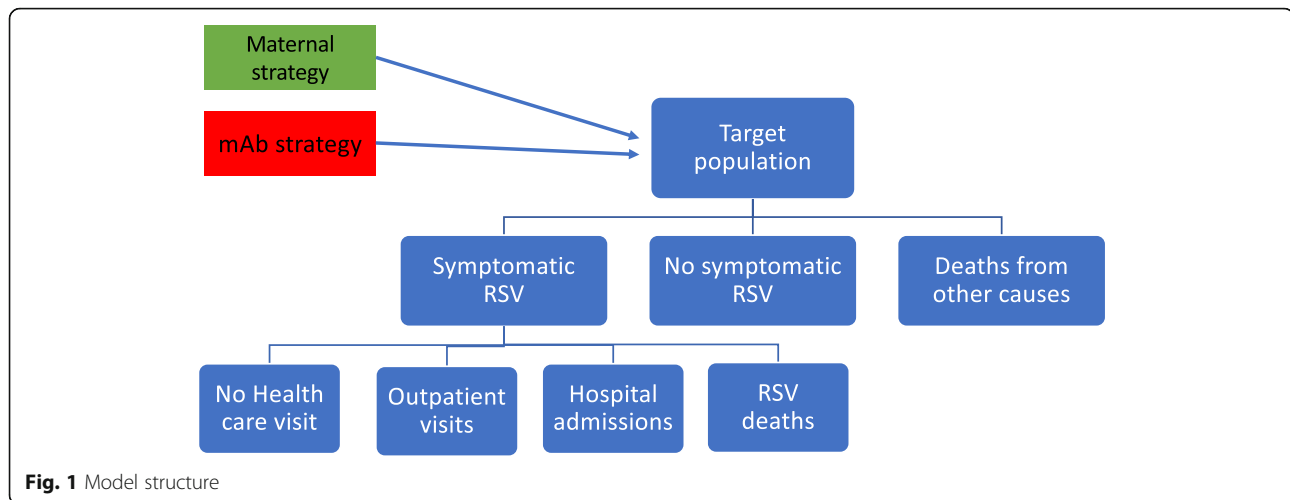 Maternal
strategy
mAb strategy
Target
population
Symptomatic
RSV
No symptomatic
RSV
Deaths from
other causes
No Health
care visit
Outpatient
visits
Hospital
admissions
RSV
deaths
Fig. 1 Model structure